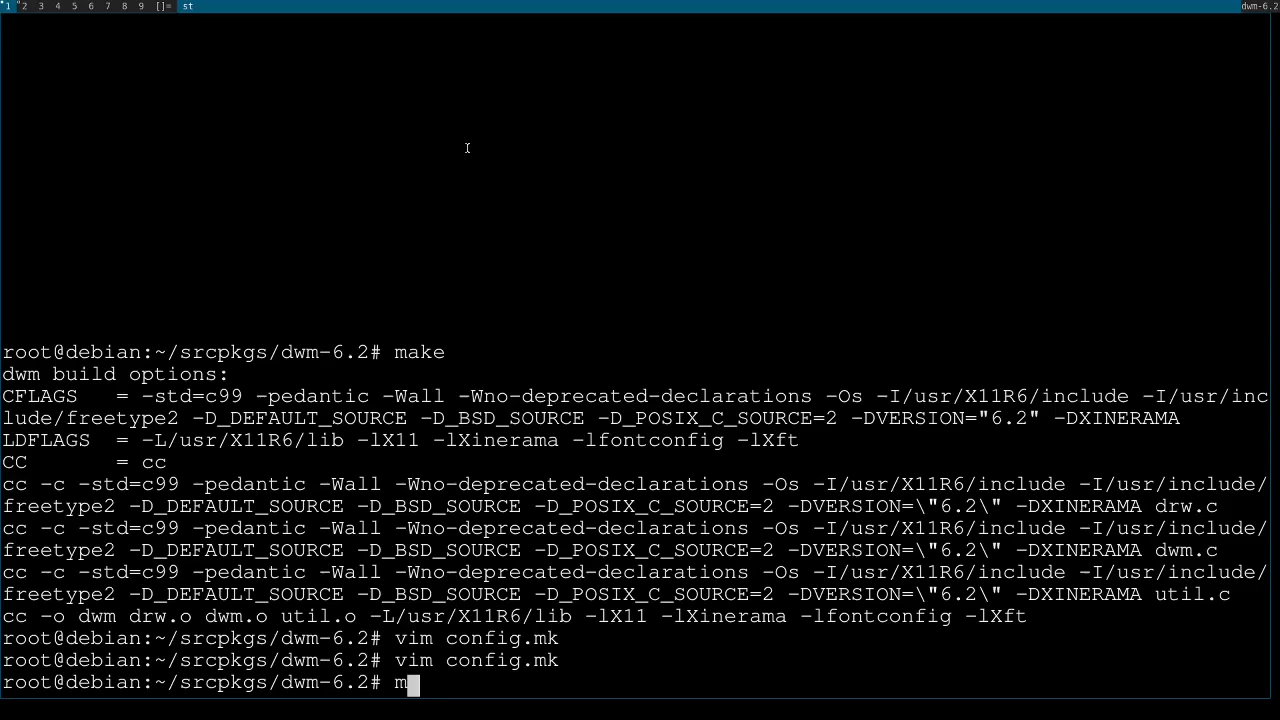 1 2 3 4 5 6 7 8 9 []= st dwm-6.2
root@debian:~/srcpkgs/dwm-6.2# make
dwm build options:
CFLAGS   = -std=c99 -pedantic -Wall -Wno-deprecated-declarations -Os -I/usr/X11R6/include -I/usr/inc
lude/freetype2 -D_DEFAULT_SOURCE -D_BSD_SOURCE -D_POSIX_C_SOURCE=2 -DVERSION="6.2" -DXINERAMA
LDFLAGS  = -L/usr/X11R6/lib -lX11 -lXinerama -lfontconfig -lXft
CC       = cc
cc -c -std=c99 -pedantic -Wall -Wno-deprecated-declarations -Os -I/usr/X11R6/include -I/usr/include/
freetype2 -D_DEFAULT_SOURCE -D_BSD_SOURCE -D_POSIX_C_SOURCE=2 -DVERSION=\"6.2\" -DXINERAMA drw.c
cc -c -std=c99 -pedantic -Wall -Wno-deprecated-declarations -Os -I/usr/X11R6/include -I/usr/include/
freetype2 -D_DEFAULT_SOURCE -D_BSD_SOURCE -D_POSIX_C_SOURCE=2 -DVERSION=\"6.2\" -DXINERAMA dwm.c
cc -c -std=c99 -pedantic -Wall -Wno-deprecated-declarations -Os -I/usr/X11R6/include -I/usr/include/
freetype2 -D_DEFAULT_SOURCE -D_BSD_SOURCE -D_POSIX_C_SOURCE=2 -DVERSION=\"6.2\" -DXINERAMA util.c
cc -o dwm drw.o dwm.o util.o -L/usr/X11R6/lib -lX11 -lXinerama -lfontconfig -lXft
root@debian:~/srcpkgs/dwm-6.2# vim config.mk
root@debian:~/srcpkgs/dwm-6.2# vim config.mk
root@debian:~/srcpkgs/dwm-6.2# m